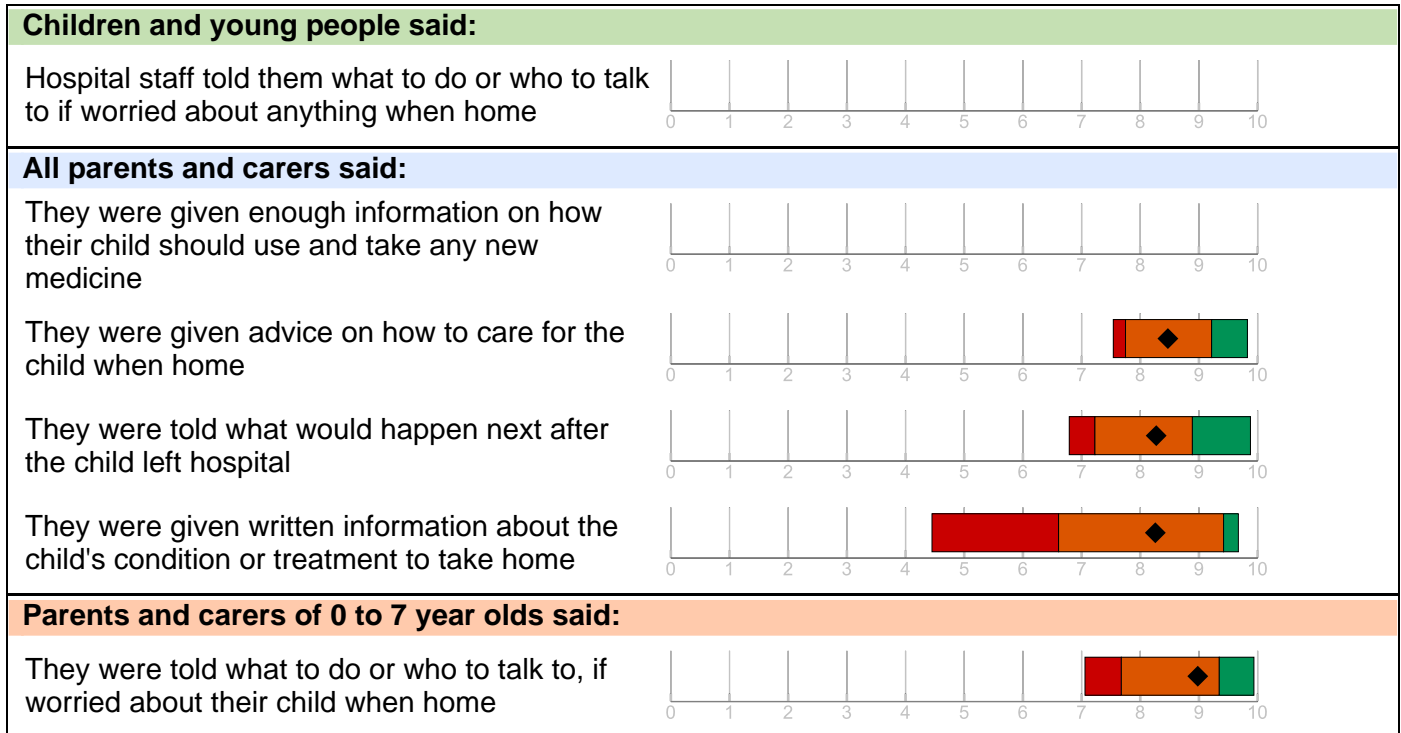 Children and young people said:
Hospital staff told them what to do or who to talk
to if worried about anything when home
0 1 2 3 4 5 6 7 8 9 10
All parents and carers said:
They were given enough information on how
their child should use and take any new
medicine
0 1 2 3 4 5 6 7 8 9 10
They were given advice on how to care for the
child when home
0 1 2 3 4 5 6 7 8 9 10
They were told what would happen next after
the child left hospital
0 1 2 3 4 5 6 7 8 9 10
They were given written information about the
child's condition or treatment to take home
0 1 2 3 4 5 6 7 8 9 10
Parents and carers of 0 to 7 year olds said:
They were told what to do or who to talk to, if
worried about their child when home
0 1 2 3 4 5 6 7 8 9 10